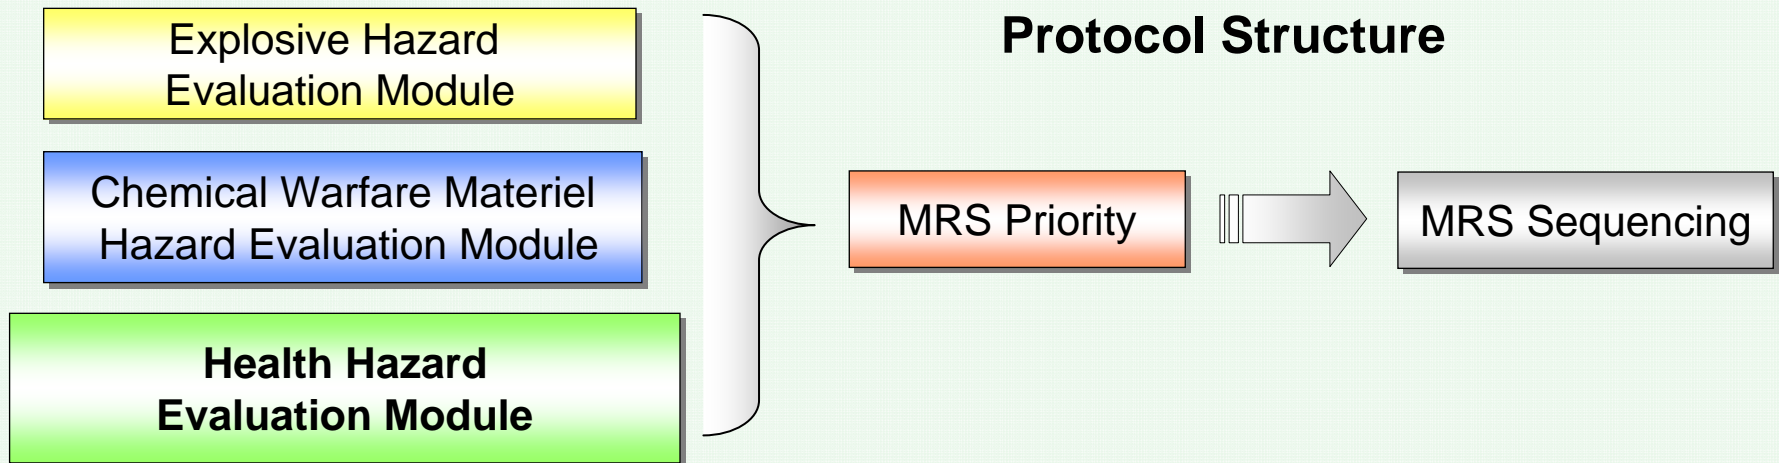 Protocol Structure
Explosive Hazard
Evaluation Module
Chemical Warfare Materiel
Hazard Evaluation Module
Health Hazard
Evaluation Module
MRS Priority
MRS Sequencing